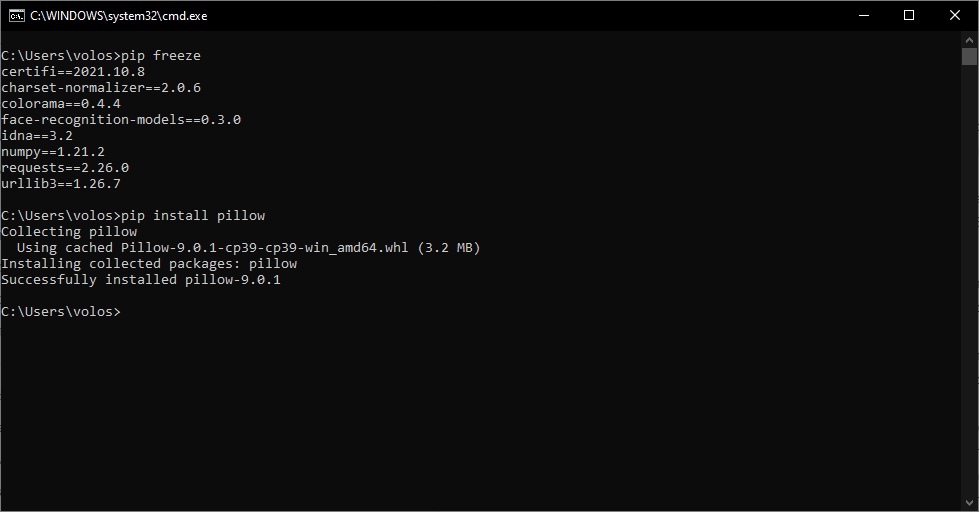 C:\WINDOWS\system32\cmd.exe
C:\Users\volos>pip freeze
certifi==2021.10.8
charset-normalizer==2.0.6
colorama==0.4.4
face-recognition-models==0.3.0
idna==3.2
numpy==1.21.2
requests==2.26.0
urllib3==1.26.7
C:\Users\volos>pip install pillow
Collecting pillow
  Using cached Pillow-9.0.1-cp39-cp39-win_amd64.whl (3.2 MB)
Installing collected packages: pillow
Successfully installed pillow-9.0.1
C:\Users\volos>